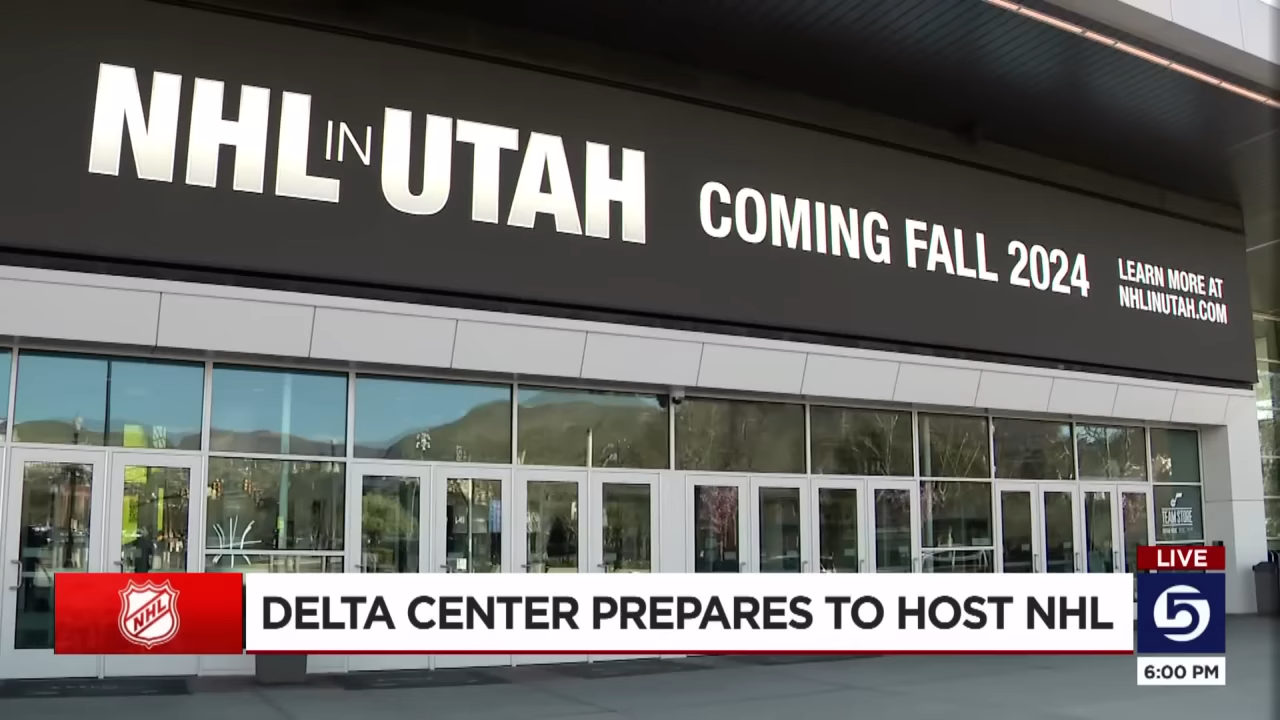 NHL IN UTAH
COMING FALL 2024
LEARN MORE AT
NHLINUTAH.COM
TEAM STORE
LIVE
NHL
DELTA CENTER PREPARES TO HOST NHL
5
6:00 PM